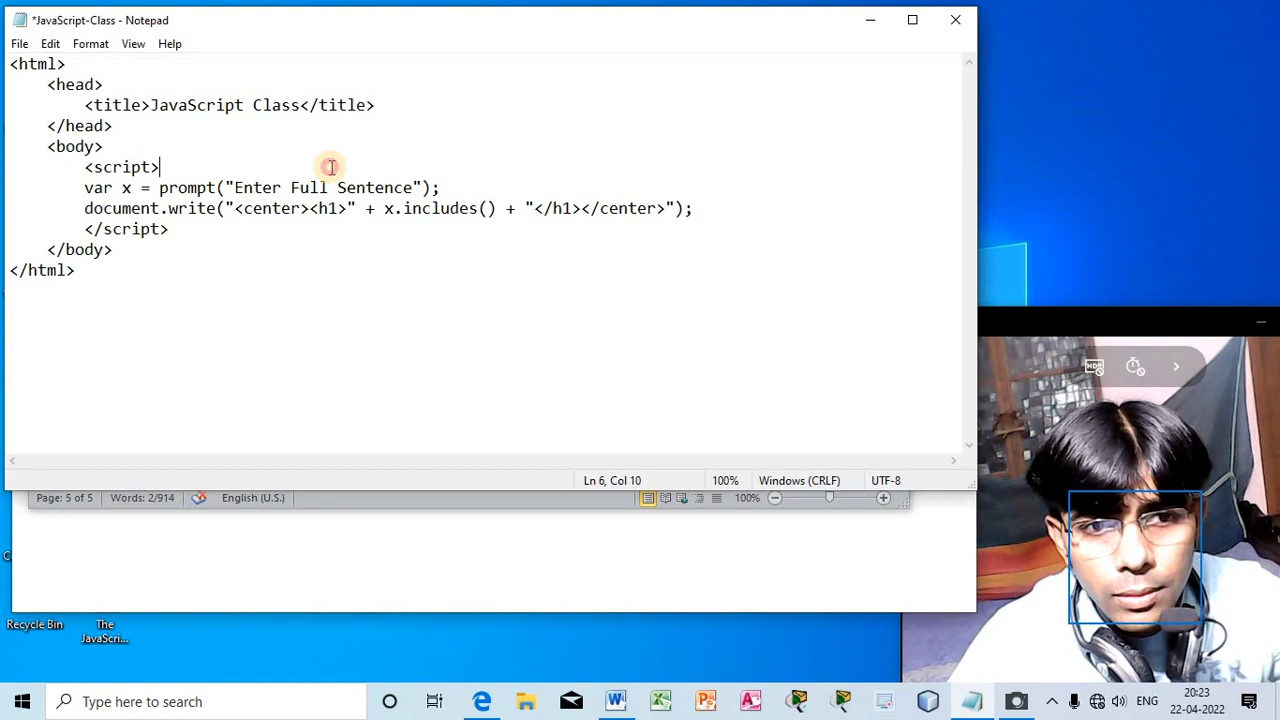 *JavaScript-Class - Notepad
File Edit Format View Help
<html>
<head>
<title>JavaScript Class</title>
</head>
<body>
<script>
var x = prompt("Enter Full Sentence");
document.write("<center><h1>" + x.includes() + "</h1></center>");
</script>
</body>
</html>
Ln 6, Col 10 100% Windows (CRLF) UTF-8
Page: 5 of 5 Words: 2/914 English (U.S.) 100%
HDR
Recycle Bin
The
JavaScri...
Type here to search
ENG
20:23
22-04-2022